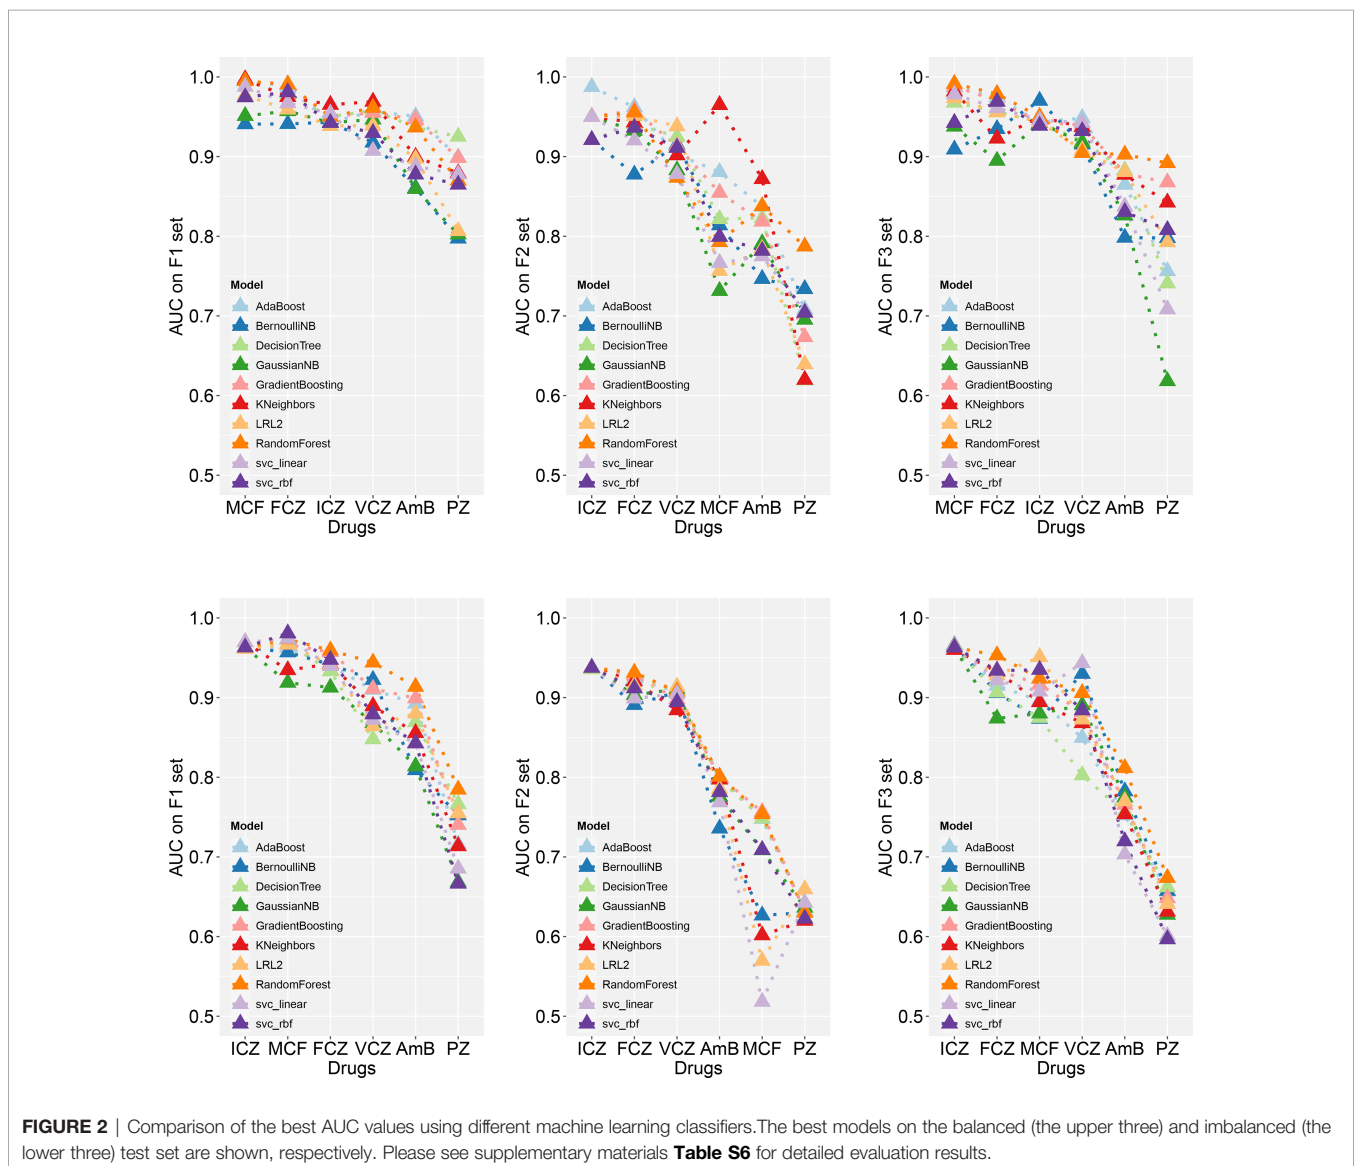 1.0
0.9
0.8
0.7
0.6
0.5
AUC on F1 set
Model
AdaBoost
BernoulliNB
DecisionTree
GaussianNB
GradientBoosting
KNeighbors
LRL2
RandomForest
svc_linear
svc_rbf
MCF FCZ ICZ VCZ AmB PZ
Drugs
1.0
0.9
0.8
0.7
0.6
0.5
AUC on F2 set
Model
AdaBoost
BernoulliNB
DecisionTree
GaussianNB
GradientBoosting
KNeighbors
LRL2
RandomForest
svc_linear
svc_rbf
ICZ FCZ VCZ MCF AmB PZ
Drugs
1.0
0.9
0.8
0.7
0.6
0.5
AUC on F3 set
Model
AdaBoost
BernoulliNB
DecisionTree
GaussianNB
GradientBoosting
KNeighbors
LRL2
RandomForest
svc_linear
svc_rbf
MCF FCZ ICZ VCZ AmB PZ
Drugs
1.0
0.9
0.8
0.7
0.6
0.5
AUC on F1 set
Model
AdaBoost
BernoulliNB
DecisionTree
GaussianNB
GradientBoosting
KNeighbors
LRL2
RandomForest
svc_linear
svc_rbf
ICZ MCF FCZ VCZ AmB PZ
Drugs
1.0
0.9
0.8
0.7
0.6
0.5
AUC on F2 set
Model
AdaBoost
BernoulliNB
DecisionTree
GaussianNB
GradientBoosting
KNeighbors
LRL2
RandomForest
svc_linear
svc_rbf
ICZ FCZ VCZ AmB MCF PZ
Drugs
1.0
0.9
0.8
0.7
0.6
0.5
AUC on F3 set
Model
AdaBoost
BernoulliNB
DecisionTree
GaussianNB
GradientBoosting
KNeighbors
LRL2
RandomForest
svc_linear
svc_rbf
ICZ FCZ MCF VCZ AmB PZ
Drugs
FIGURE 2 | Comparison of the best AUC values using different machine learning classifiers.The best models on the balanced (the upper three) and imbalanced (the
lower three) test set are shown, respectively. Please see supplementary materials Table S6 for detailed evaluation results.